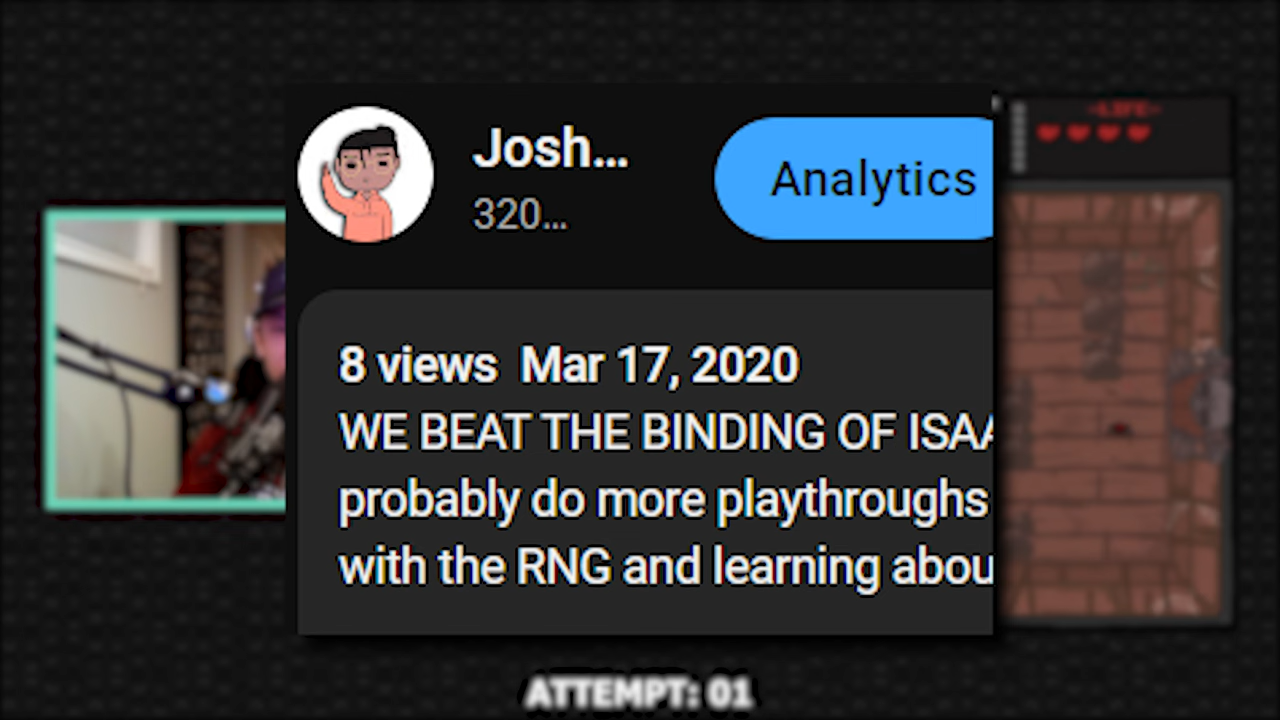 Josh...
320...
Analytics
8 views Mar 17, 2020
WE BEAT THE BINDING OF ISAA
probably do more playthroughs
with the RNG and learning abou
-LIFE-
ATTEMPT: 01